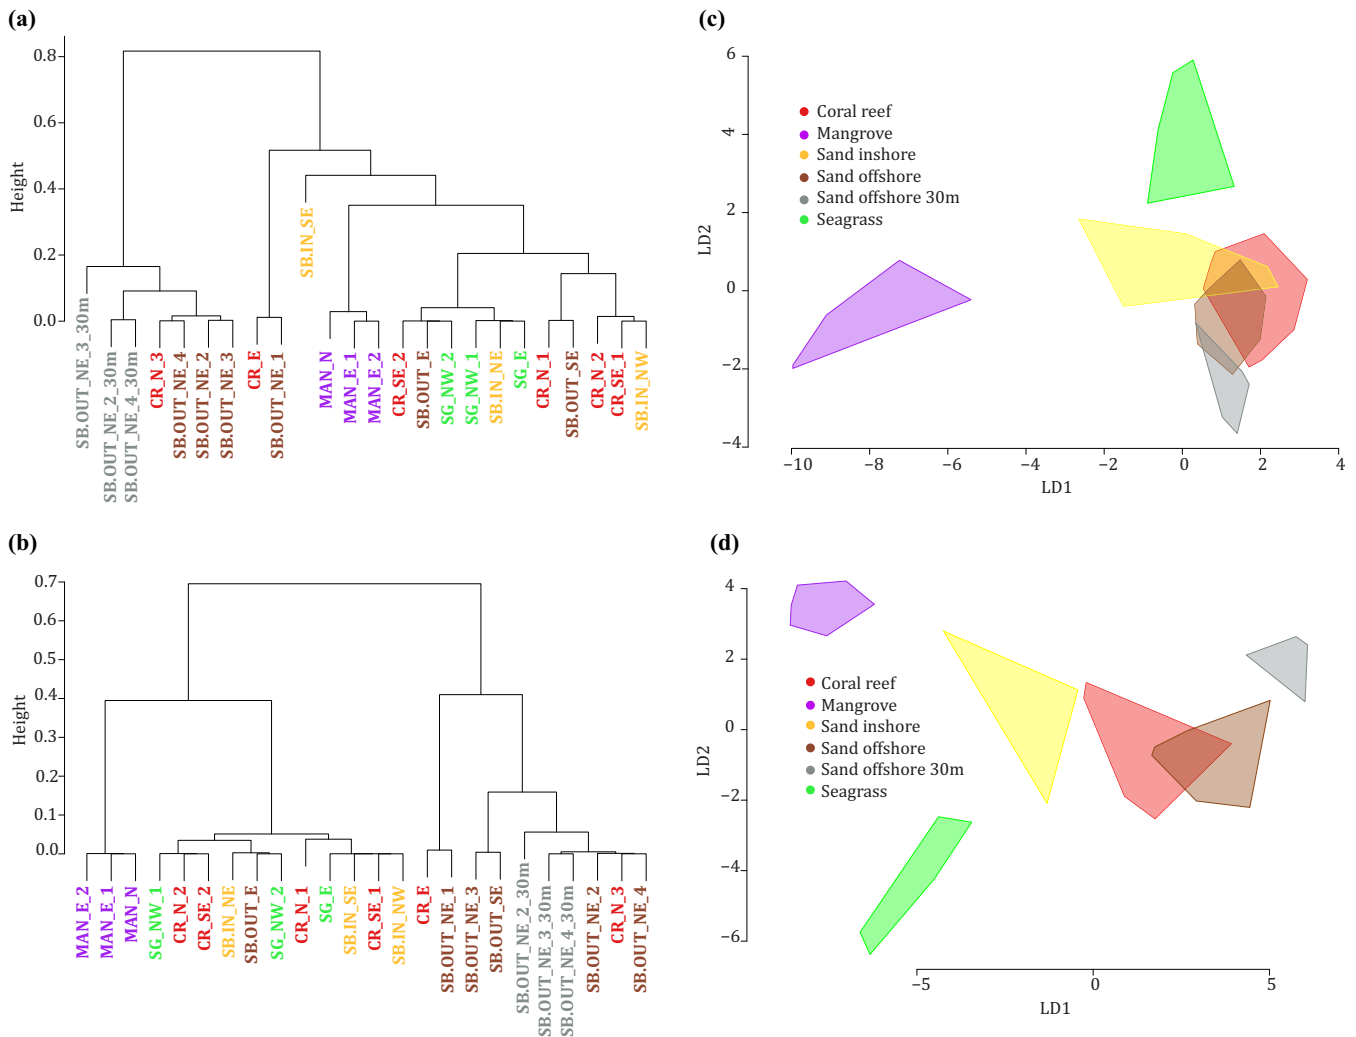 (a)
Height
0.8
0.6
0.4
0.2
0.0
SB.OUT_NE_3_30m
SB.OUT_NE_2_30m
SB.OUT_NE_4_30m
CR_N_3
SB.OUT_NE_4
SB.OUT_NE_2
SB.OUT_NE_3
CR_E
SB.OUT_NE_1
SB.IN_SE
MAN_N
MAN_E_1
MAN_E_2
CR_SE_2
SB.OUT_E
SG_NW_2
SG_NW_1
SB.IN_NE
SG_E
CR_N_1
SB.OUT_SE
CR_N_2
CR_SE_1
SB.IN_NW
(c)
LD2
6
4
2
0
−2
−4
Coral reef
Mangrove
Sand inshore
Sand offshore
Sand offshore 30m
Seagrass
−10
−8
−6
−4
−2
0
2
4
LD1
(b)
Height
0.7
0.6
0.5
0.4
0.3
0.2
0.1
0.0
MAN_E_2
MAN_E_1
MAN_N
SG_NW_1
CR_N_2
CR_SE_2
SB.IN_NE
SB.OUT_E
SG_NW_2
CR_N_1
SG_E
SB.IN_SE
CR_SE_1
SB.IN_NW
CR_E
SB.OUT_NE_1
SB.OUT_NE_3
SB.OUT_SE
SB.OUT_NE_2_30m
SB.OUT_NE_3_30m
SB.OUT_NE_4_30m
SB.OUT_NE_2
CR_N_3
SB.OUT_NE_4
(d)
LD2
4
2
0
−2
−4
−6
Coral reef
Mangrove
Sand inshore
Sand offshore
Sand offshore 30m
Seagrass
−5
0
5
LD1